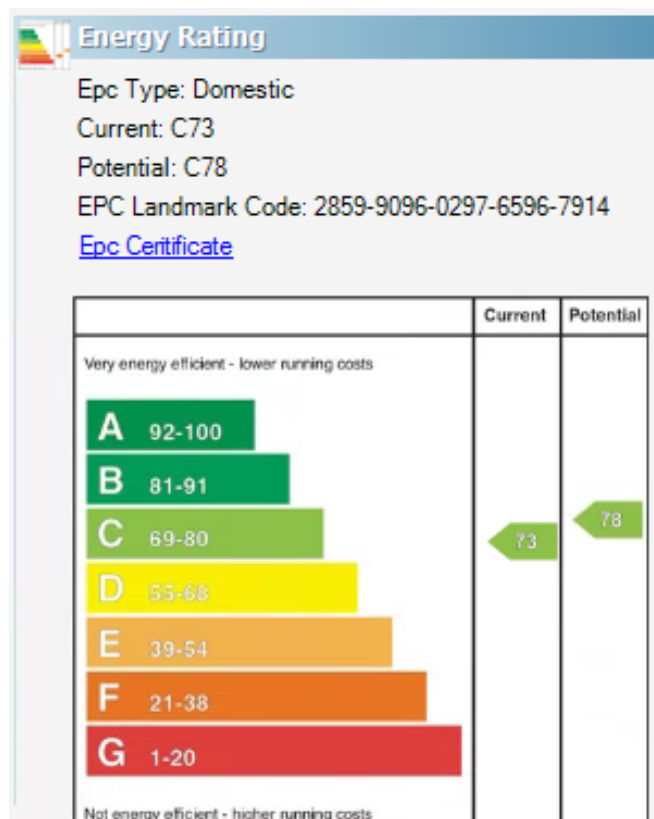 Energy Rating
Epc Type: Domestic
Current: C73
Potential: C78
EPC Landmark Code: 2859-9096-0297-6596-7914
Epc Ceritificate
Current Potential
Very energy efficient - lower running costs
A 92-100
B 81-91
C 69-80
73
78
D 55-68
E 39-54
F 21-38
G 1-20
Not energy efficient - higher running costs